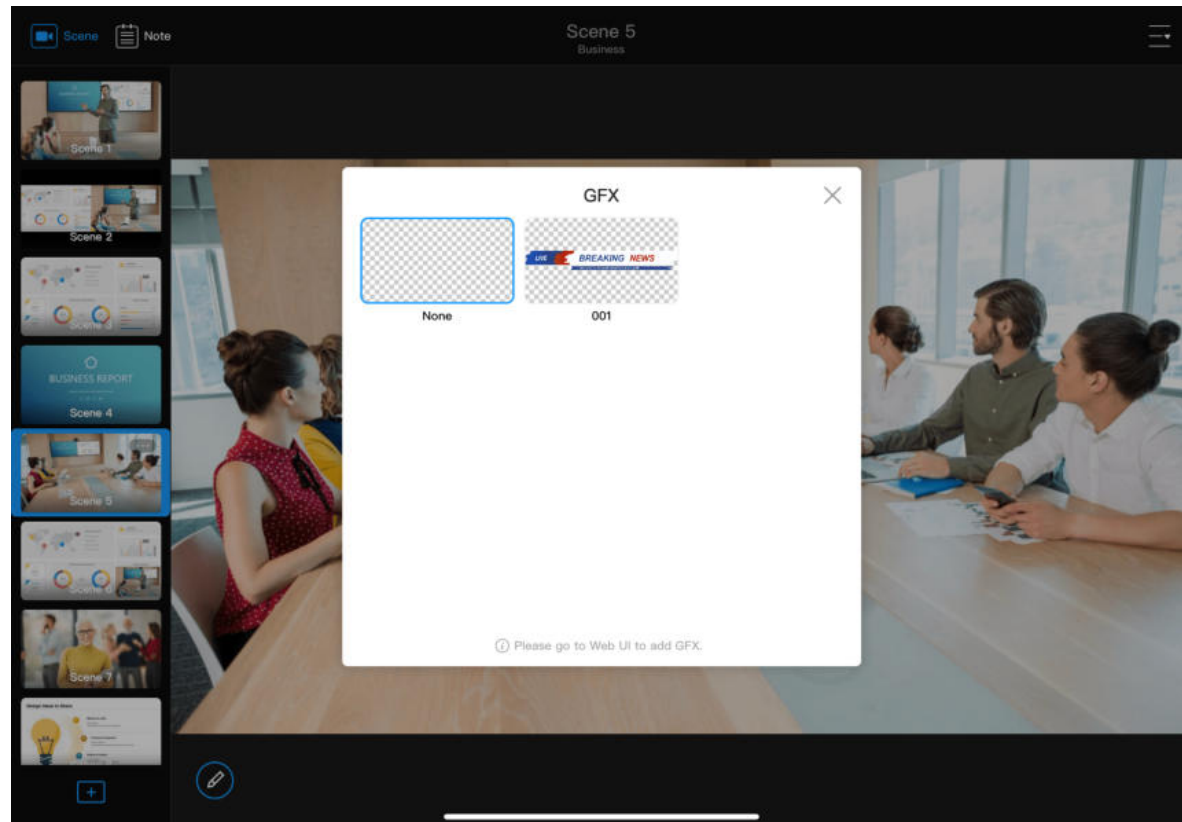 Scene
Note
Scene 5
Business
Scene 1
Scene 2
Scene 3
BUSINESS REPORT
Scene 4
Scene 5
Scene 6
Scene 7
GFX
LIVE
BREAKING NEWS
None
001
Please go to Web UI to add GFX.